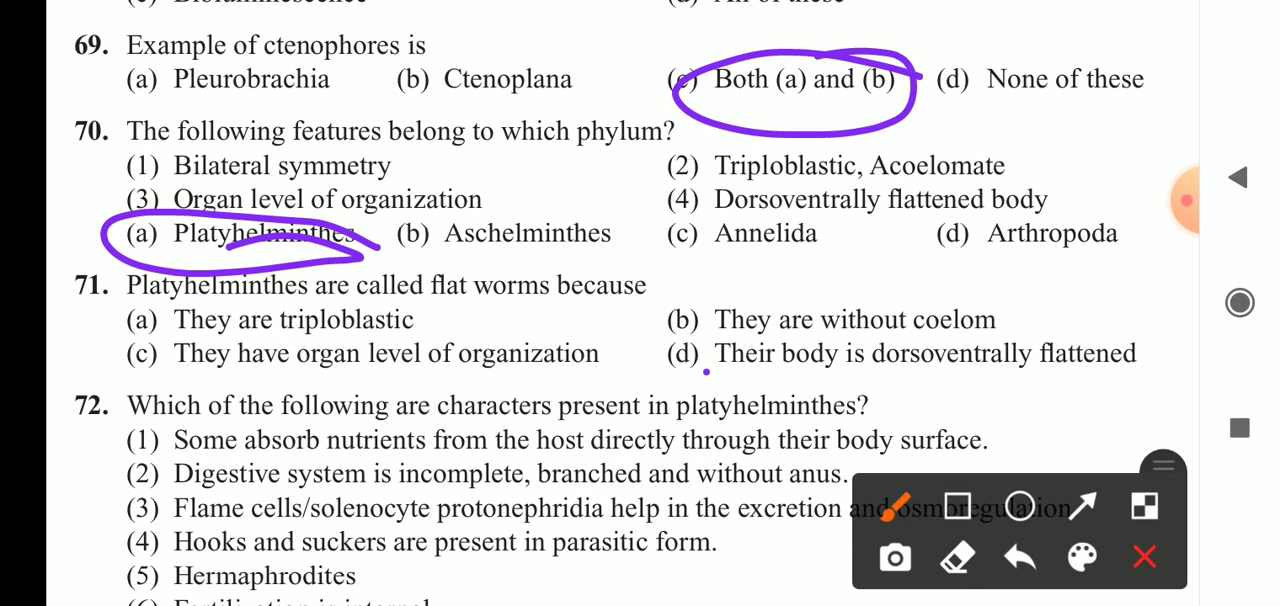 69. Example of ctenophores is
(a) Pleurobrachia (b) Ctenoplana (c) Both (a) and (b) (d) None of these
70. The following features belong to which phylum?
(1) Bilateral symmetry (2) Triploblastic, Acoelomate
(3) Organ level of organization (4) Dorsoventrally flattened body
(a) Platyhelminthes (b) Aschelminthes (c) Annelida (d) Arthropoda
71. Platyhelminthes are called flat worms because
(a) They are triploblastic (b) They are without coelom
(c) They have organ level of organization (d) Their body is dorsoventrally flattened
72. Which of the following are characters present in platyhelminthes?
(1) Some absorb nutrients from the host directly through their body surface.
(2) Digestive system is incomplete, branched and without anus.
(3) Flame cells/solenocyte protonephridia help in the excretion and osmoregulation
(4) Hooks and suckers are present in parasitic form.
(5) Hermaphrodites